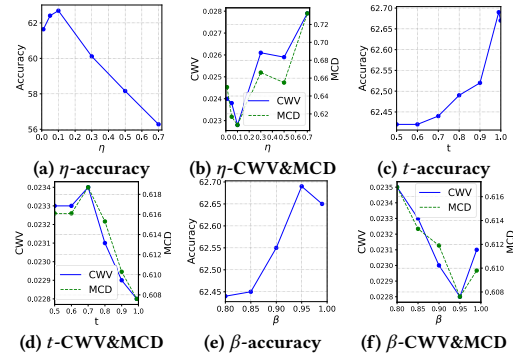 62
60
58
56
Accuracy
0.0 0.1 0.2 0.3 0.4 0.5 0.6 0.7
η
(a) η-accuracy
0.028
0.027
0.026
0.025
0.024
0.023
CWV
0.72
0.70
0.68
0.66
0.64
0.62
MCD
CWV
MCD
0.00.10.20.30.40.50.60.7
η
(b) η-CWV&MCD
62.70
62.65
62.60
62.55
62.50
62.45
Accuracy
0.5 0.6 0.7 0.8 0.9 1.0
t
(c) t-accuracy
0.0234
0.0233
0.0232
0.0231
0.0230
0.0229
0.0228
CWV
0.618
0.616
0.614
0.612
0.610
0.608
MCD
CWV
MCD
0.5 0.6 0.7 0.8 0.9 1.0
t
(d) t-CWV&MCD
62.70
62.65
62.60
62.55
62.50
62.45
Accuracy
0.80 0.85 0.90 0.95 1.00
β
(e) β-accuracy
0.0235
0.0234
0.0233
0.0232
0.0231
0.0230
0.0229
0.0228
CWV
0.616
0.614
0.612
0.610
0.608
MCD
CWV
MCD
0.80 0.85 0.90 0.95 1.00
β
(f) β-CWV&MCD